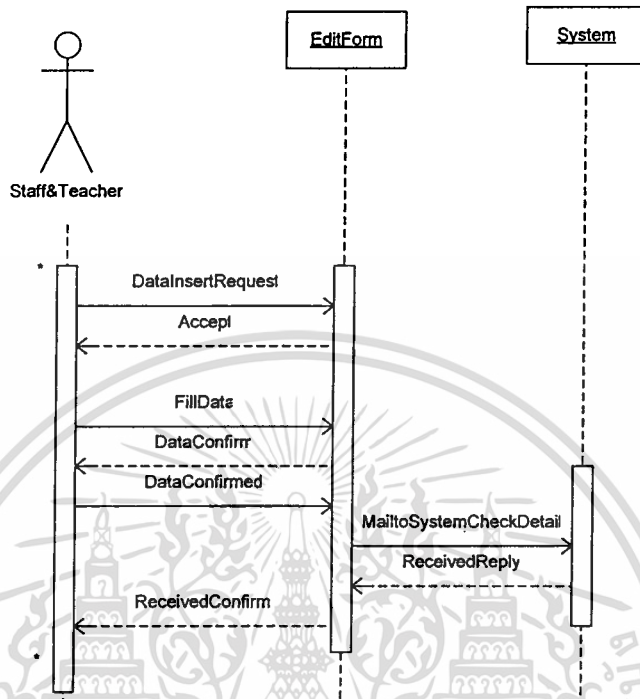 EditForm
System
Staff&Teacher
*
DataInsertRequest
Accept
FillData
DataConfirm
DataConfirmed
MailtoSystemCheckDetail
ReceivedReply
ReceivedConfirm
*